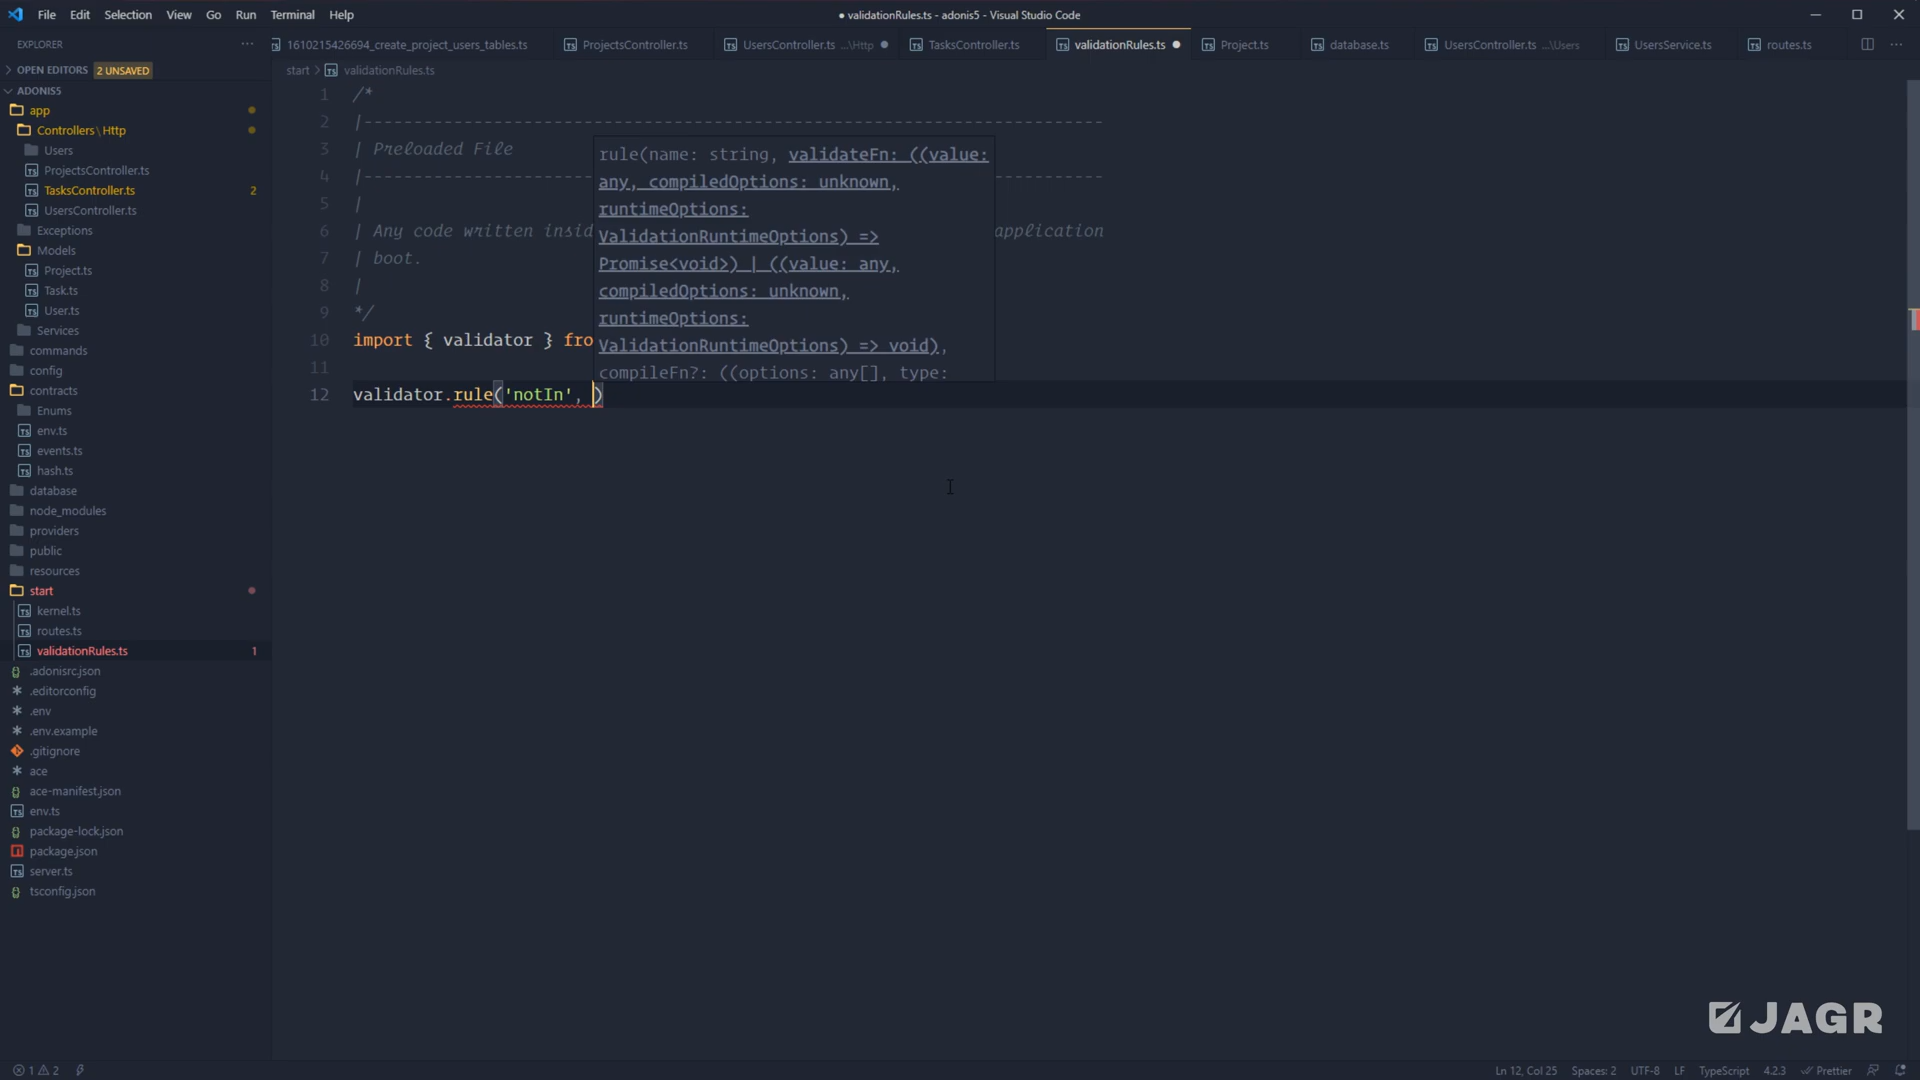 File Edit Selection View Go Run Terminal Help
● validationRules.ts - adonis5 - Visual Studio Code
EXPLORER ···
OPEN EDITORS 2 UNSAVED
ADONIS5
app
Controllers \ Http
Users
ProjectsController.ts
TasksController.ts 2
UsersController.ts
Exceptions
Models
Project.ts
Task.ts
User.ts
Services
commands
config
contracts
Enums
env.ts
events.ts
hash.ts
database
node_modules
providers
public
resources
start
kernel.ts
routes.ts
validationRules.ts 1
.adonisrc.json
.editorconfig
.env
.env.example
.gitignore
ace
ace-manifest.json
env.ts
package-lock.json
package.json
server.ts
tsconfig.json
1610215426694_create_project_users_tables.ts ProjectsController.ts UsersController.ts ...\Http TasksController.ts validationRules.ts Project.ts database.ts UsersController.ts ...\Users UsersService.ts routes.ts
start > validationRules.ts
1 /*
2 |--------------------------------------------------------------------------
3 | Preloaded File
4 |--------------------------------------------------------------------------
5 |
6 | Any code written insid application
7 | boot.
8 |
9 */
10 import { validator } fro
11
12 validator.rule('notIn', )
rule(name: string, validateFn: ((value:
any, compiledOptions: unknown,
runtimeOptions:
ValidationRuntimeOptions) =>
Promise<void>) | ((value: any,
compiledOptions: unknown,
runtimeOptions:
ValidationRuntimeOptions) => void),
compileFn?: ((options: any[], type:
JAGR
1 2
Ln 12, Col 25 Spaces: 2 UTF-8 LF TypeScript 4.2.3 Prettier